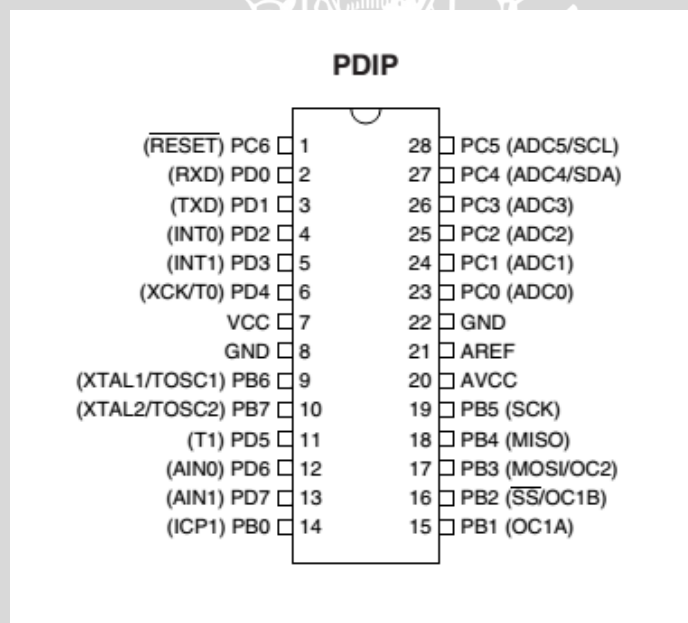 PDIP
(RESET) PC6 1 28 PC5 (ADC5/SCL)
(RXD) PD0 2 27 PC4 (ADC4/SDA)
(TXD) PD1 3 26 PC3 (ADC3)
(INT0) PD2 4 25 PC2 (ADC2)
(INT1) PD3 5 24 PC1 (ADC1)
(XCK/T0) PD4 6 23 PC0 (ADC0)
VCC 7 22 GND
GND 8 21 AREF
(XTAL1/TOSC1) PB6 9 20 AVCC
(XTAL2/TOSC2) PB7 10 19 PB5 (SCK)
(T1) PD5 11 18 PB4 (MISO)
(AIN0) PD6 12 17 PB3 (MOSI/OC2)
(AIN1) PD7 13 16 PB2 (SS/OC1B)
(ICP1) PB0 14 15 PB1 (OC1A)